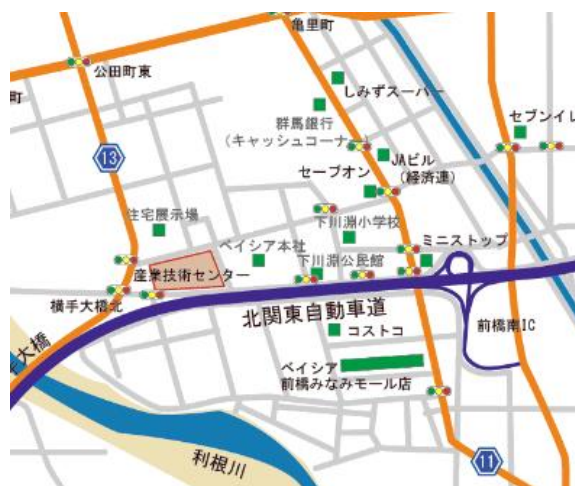 亀里町
公田町東
町
しみずスーパー
群馬銀行
(キャッシュコーナー)
セブンイレ
JAビル
(経済連)
セーブオン
13
住宅展示場
下川淵小学校
ベイシア本社
下川淵公民館
ミニストップ
産業技術センター
横手大橋北
北関東自動車道
前橋南IC
コストコ
大橋
ベイシア
前橋みなみモール店
利根川
11